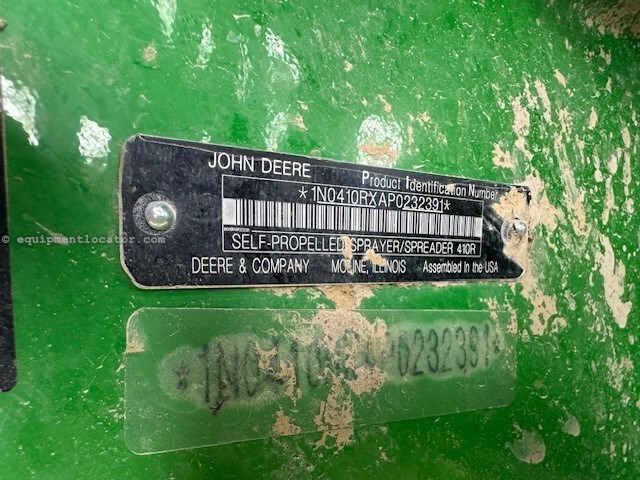 JOHN DEERE Product Identification Number
*1N0410RXAP0232391*
SELF-PROPELLED SPRAYER/SPREADER 410R
DEERE & COMPANY MOLINE, ILLINOIS Assembled in the USA
© equipmentlocator.com